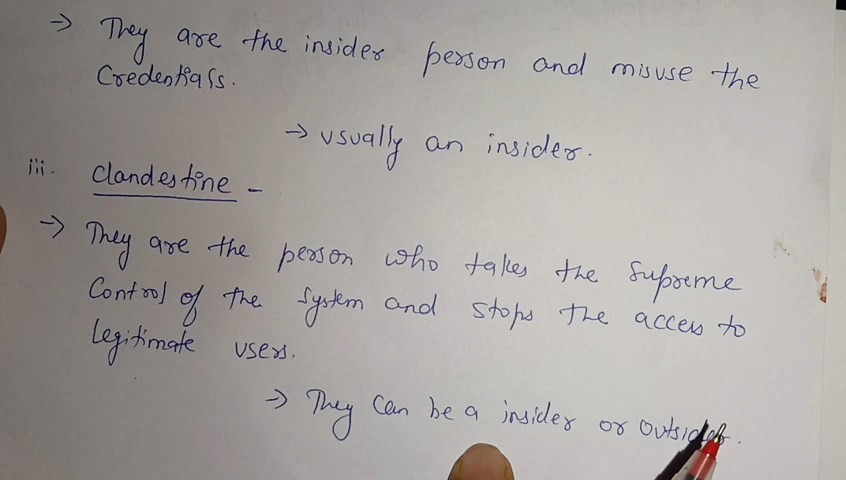 → They are the insider person and misuse the
Credentials.
→ usually an insider.
iii. Clandestine -
→ They are the person who takes the Supreme
Control of the System and stops the access to
Legitimate users.
→ They can be a insider or outsider.